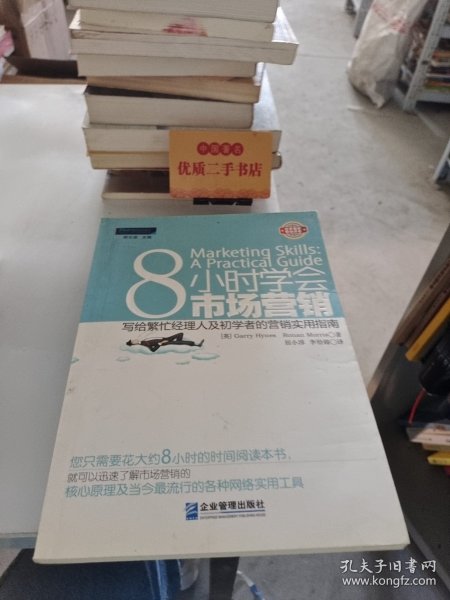 中国著名
优质二手书店
Marketing Skills:
A Practical Guide
8小时学会
市场营销
写给繁忙经理人及初学者的营销实用指南
[英] Garry Hynes Ronan Morris 著
您只需要花大约8小时的时间阅读本书，
就可以迅速了解市场营销的
核心原理及当今最流行的各种网络实用工具
企业管理出版社
孔夫子旧书网
www.kongfz.com